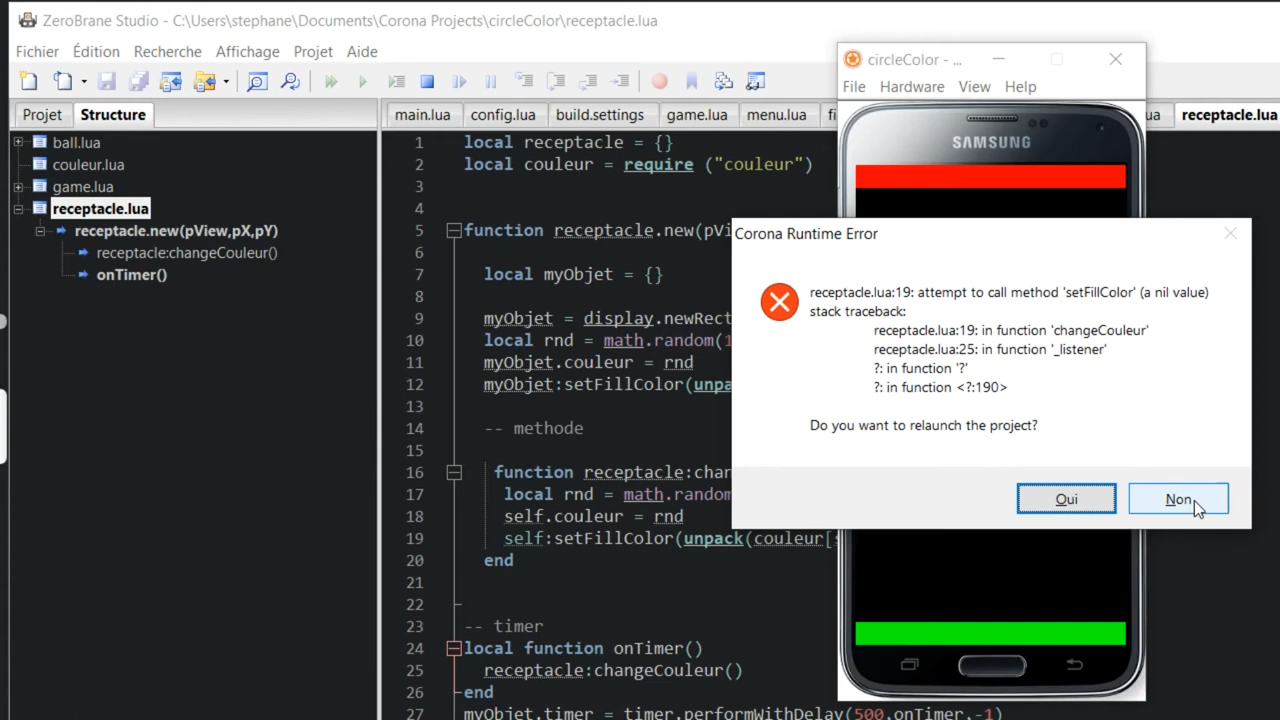 ZeroBrane Studio - C:\Users\stephane\Documents\Corona Projects\circleColor\receptacle.lua
Fichier Édition Recherche Affichage Projet Aide
Projet Structure
ball.lua
couleur.lua
game.lua
receptacle.lua
receptacle.new(pView,pX,pY)
receptacle:changeCouleur()
onTimer()
main.lua config.lua build.settings game.lua menu.lua fi ua receptacle.lua
1 local receptacle = {}
2 local couleur = require ("couleur")
3
4
5 function receptacle.new(pVi
6
7 local myObjet = {}
8
9 myObjet = display.newRect
10 local rnd = math.random(1
11 myObjet.couleur = rnd
12 myObjet:setFillColor(unpa
13
14 -- methode
15
16 function receptacle:chan
17 local rnd = math.random
18 self.couleur = rnd
19 self:setFillColor(unpack(couleur[s
20 end
21
22
23 -- timer
24 local function onTimer()
25 receptacle:changeCouleur()
26 end
27 myObjet.timer = timer.performWithDelay(500,onTimer,-1)
circleColor - ...
File Hardware View Help
SAMSUNG
Corona Runtime Error
receptacle.lua:19: attempt to call method 'setFillColor' (a nil value)
stack traceback:
receptacle.lua:19: in function 'changeCouleur'
receptacle.lua:25: in function '_listener'
?: in function '?'
?: in function <?:190>
Do you want to relaunch the project?
Oui Non